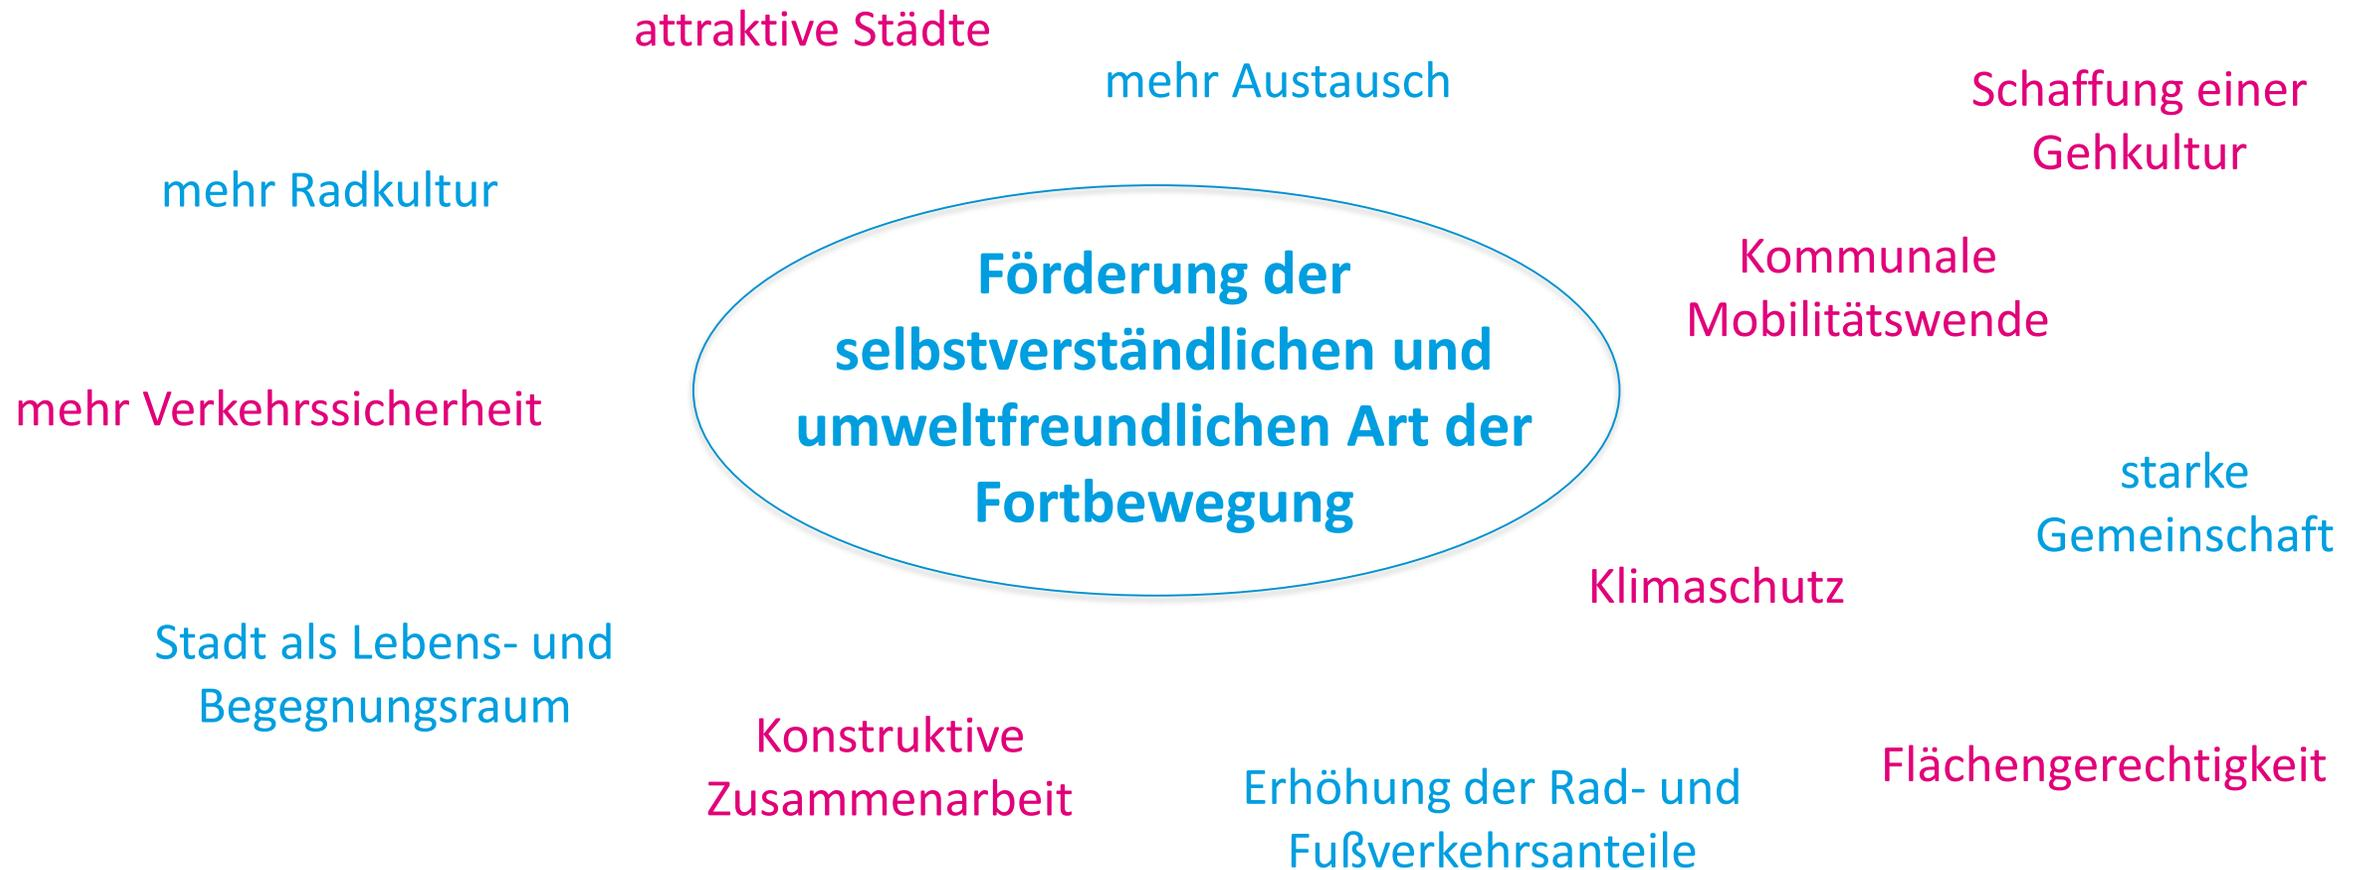 attraktive Städte
mehr Austausch
Schaffung einer
Gehkultur
mehr Radkultur
Förderung der
selbstverständlichen und
umweltfreundlichen Art der
Fortbewegung
Kommunale
Mobilitätswende
mehr Verkehrssicherheit
starke
Gemeinschaft
Klimaschutz
Stadt als Lebens- und
Begegnungsraum
Konstruktive
Zusammenarbeit
Erhöhung der Rad- und
Fußverkehrsanteile
Flächengerechtigkeit